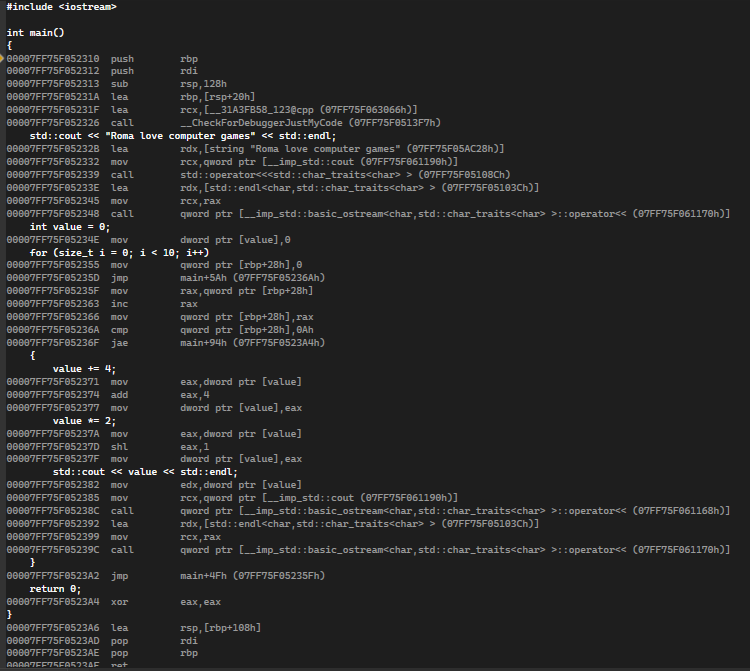 #include <iostream>
int main()
{
00007FF75F052310 push rbp
00007FF75F052312 push rdi
00007FF75F052313 sub rsp,128h
00007FF75F05231A lea rbp,[rsp+20h]
00007FF75F05231F lea rcx,[__31A3FB58_123@cpp (07FF75F063066h)]
00007FF75F052326 call __CheckForDebuggerJustMyCode (07FF75F0513F7h)
std::cout << "Roma love computer games" << std::endl;
00007FF75F05232B lea rdx,[string "Roma love computer games" (07FF75F05AC28h)]
00007FF75F052332 mov rcx,qword ptr [__imp_std::cout (07FF75F061190h)]
00007FF75F052339 call std::operator<<<std::char_traits<char> > (07FF75F05108Ch)
00007FF75F05233E lea rdx,[std::endl<char,std::char_traits<char> > (07FF75F05103Ch)]
00007FF75F052345 mov rcx,rax
00007FF75F052348 call qword ptr [__imp_std::basic_ostream<char,std::char_traits<char> >::operator<< (07FF75F061170h)]
int value = 0;
00007FF75F05234E mov dword ptr [value],0
for (size_t i = 0; i < 10; i++)
00007FF75F052355 mov qword ptr [rbp+28h],0
00007FF75F05235D jmp main+5Ah (07FF75F05236Ah)
00007FF75F05235F mov rax,qword ptr [rbp+28h]
00007FF75F052363 inc rax
00007FF75F052366 mov qword ptr [rbp+28h],rax
00007FF75F05236A cmp qword ptr [rbp+28h],0Ah
00007FF75F05236F jae main+94h (07FF75F0523A4h)
{
value += 4;
00007FF75F052371 mov eax,dword ptr [value]
00007FF75F052374 add eax,4
00007FF75F052377 mov dword ptr [value],eax
value *= 2;
00007FF75F05237A mov eax,dword ptr [value]
00007FF75F05237D shl eax,1
00007FF75F05237F mov dword ptr [value],eax
std::cout << value << std::endl;
00007FF75F052382 mov edx,dword ptr [value]
00007FF75F052385 mov rcx,qword ptr [__imp_std::cout (07FF75F061190h)]
00007FF75F05238C call qword ptr [__imp_std::basic_ostream<char,std::char_traits<char> >::operator<< (07FF75F061168h)]
00007FF75F052392 lea rdx,[std::endl<char,std::char_traits<char> > (07FF75F05103Ch)]
00007FF75F052399 mov rcx,rax
00007FF75F05239C call qword ptr [__imp_std::basic_ostream<char,std::char_traits<char> >::operator<< (07FF75F061170h)]
}
00007FF75F0523A2 jmp main+4Fh (07FF75F05235Fh)
return 0;
00007FF75F0523A4 xor eax,eax
}
00007FF75F0523A6 lea rsp,[rbp+108h]
00007FF75F0523AD pop rdi
00007FF75F0523AE pop rbp
00007FF75F0523AF ret